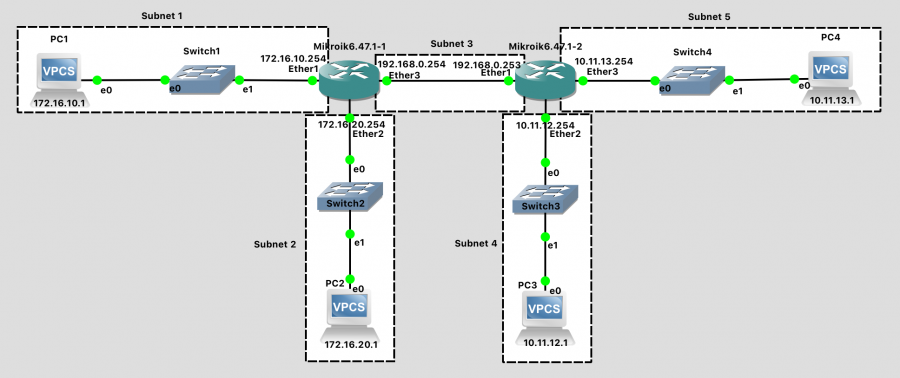 Subnet 1
Subnet 5
PC1
Mikroik6.47.1-1
Subnet 3
Mikroik6.47.1-2
PC4
Switch1
Switch4
172.16.10.254
Ether1
192.168.0.254
Ether3
192.168.0.253
Ether1
10.11.13.254
Ether3
VPCS
VPCS
e0
e0
e1
e0
e1
e0
172.16.10.1
10.11.13.1
172.16.20.254
Ether2
10.11.12.254
Ether2
e0
e0
Switch2
Switch3
Subnet 2
e1
Subnet 4
e1
PC2
e0
PC3
e0
VPCS
VPCS
172.16.20.1
10.11.12.1